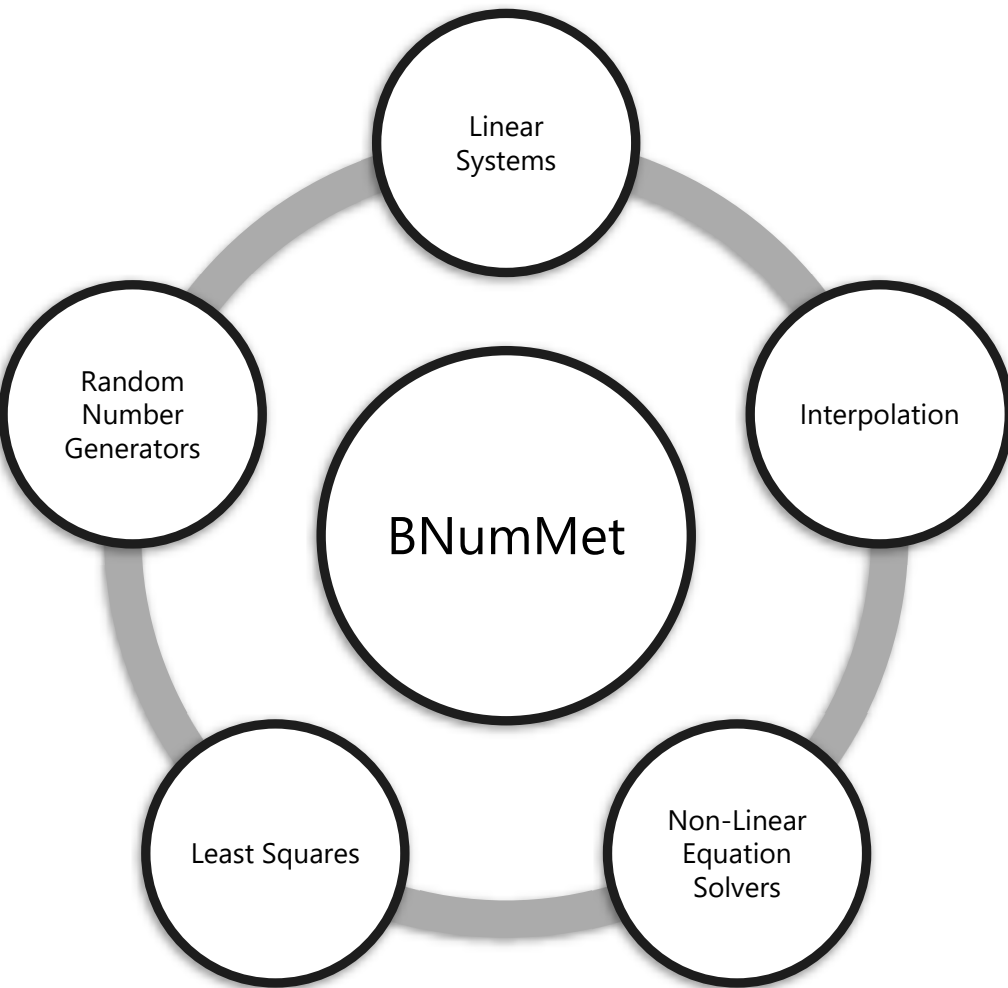 Linear
Systems
Random
Number
Generators
Interpolation
BNumMet
Least Squares
Non-Linear
Equation
Solvers